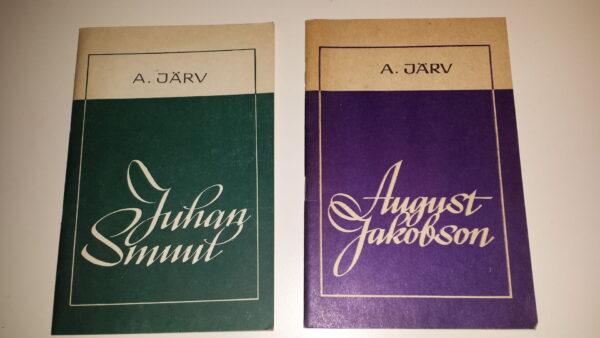 A. JÄRV
Juhan
Smuul
A. JÄRV
August
Jakobson